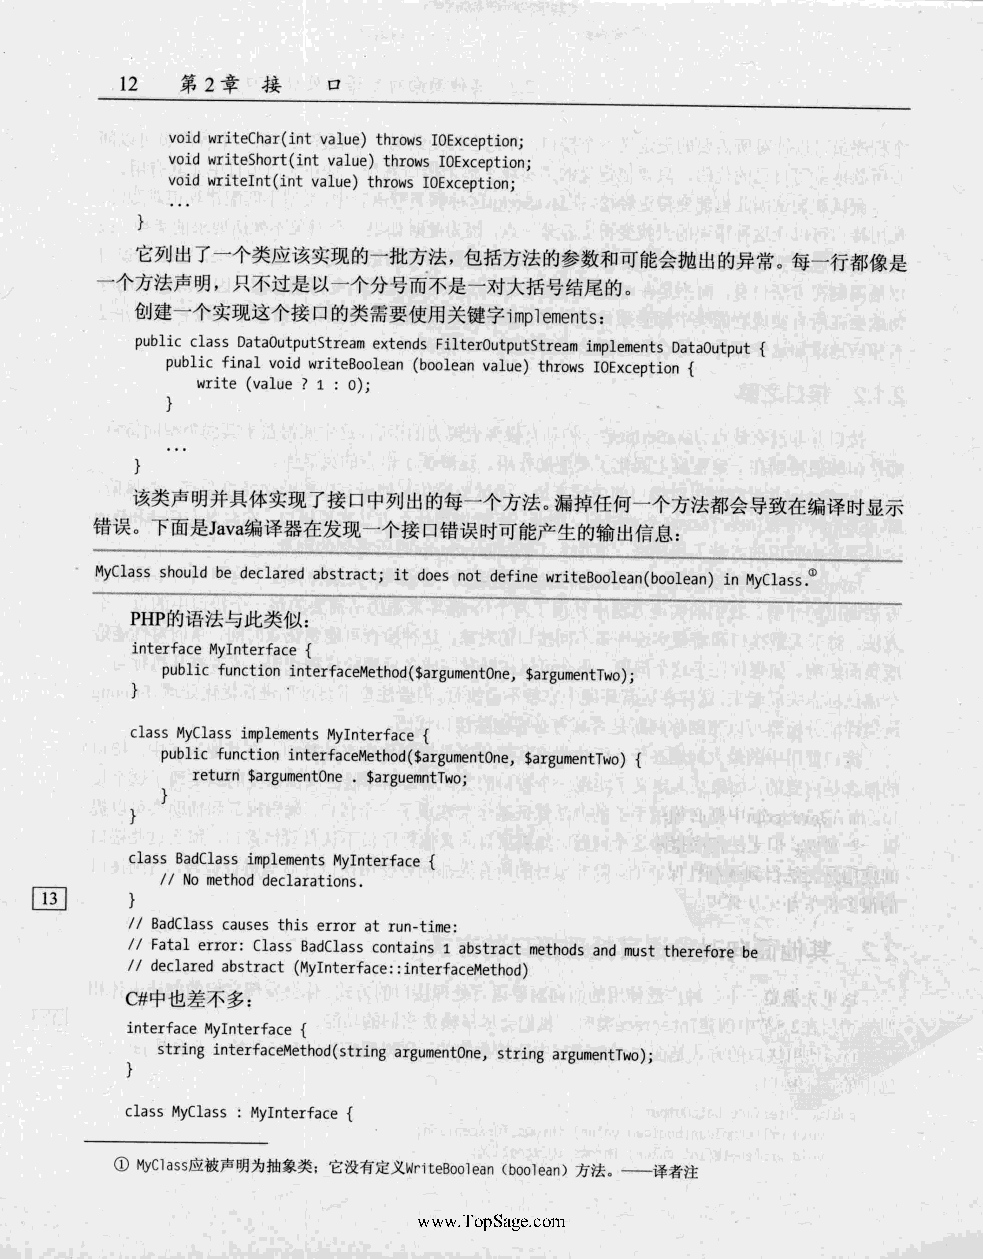 12 第2章 接 口
void writeChar(int value) throws IOException;
void writeShort(int value) throws IOException;
void writeInt(int value) throws IOException;
...
}
它列出了一个类应该实现的一批方法，包括方法的参数和可能会抛出的异常。每一行都像是
一个方法声明，只不过是以一个分号而不是一对大括号结尾的。
创建一个实现这个接口的类需要使用关键字implements：
public class DataOutputStream extends FilterOutputStream implements DataOutput {
public final void writeBoolean (boolean value) throws IOException {
write (value ? 1 : 0);
}
...
}
该类声明并具体实现了接口中列出的每一个方法。漏掉任何一个方法都会导致在编译时显示
错误。下面是Java编译器在发现一个接口错误时可能产生的输出信息：
MyClass should be declared abstract; it does not define writeBoolean(boolean) in MyClass.①
PHP的语法与此类似：
interface MyInterface {
public function interfaceMethod($argumentOne, $argumentTwo);
}
class MyClass implements MyInterface {
public function interfaceMethod($argumentOne, $argumentTwo) {
return $argumentOne . $arguemntTwo;
}
}
class BadClass implements MyInterface {
// No method declarations.
13
}
// BadClass causes this error at run-time:
// Fatal error: Class BadClass contains 1 abstract methods and must therefore be
// declared abstract (MyInterface::interfaceMethod)
C#中也差不多：
interface MyInterface {
string interfaceMethod(string argumentOne, string argumentTwo);
}
class MyClass : MyInterface {
① MyClass应被声明为抽象类；它没有定义WriteBoolean（boolean）方法。——译者注
www.TopSage.com